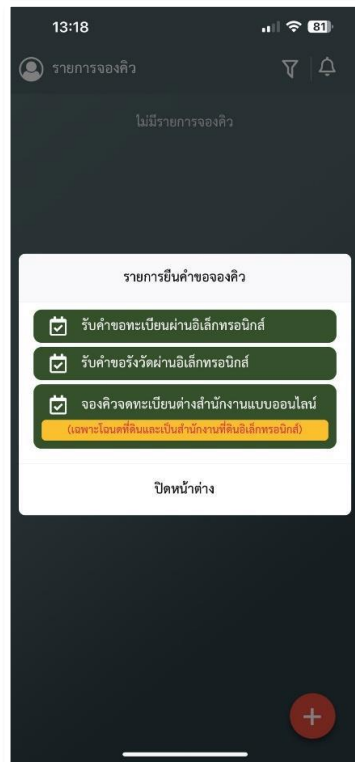 13:18
81
รายการจองคิว
ไม่มีรายการจองคิว
รายการยื่นคำขอจองคิว
รับคำขอทะเบียนผ่านอิเล็กทรอนิกส์
รับคำขอรังวัดผ่านอิเล็กทรอนิกส์
จองคิวจดทะเบียนต่างสำนักงานแบบออนไลน์
(เฉพาะโฉนดที่ดินและเป็นสำนักงานที่ดินอิเล็กทรอนิกส์)
ปิดหน้าต่าง